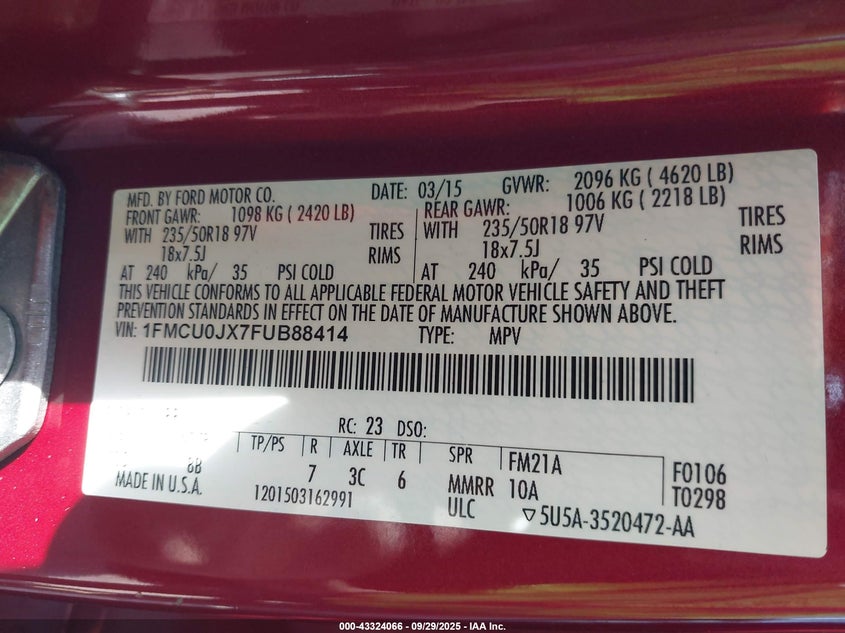 MFD. BY FORD MOTOR CO. DATE: 03/15 GVWR: 2096 KG ( 4620 LB)
FRONT GAWR: 1098 KG ( 2420 LB) REAR GAWR: 1006 KG ( 2218 LB)
WITH 235/50R18 97V TIRES WITH 235/50R18 97V TIRES
18x7.5J RIMS 18x7.5J RIMS
AT 240 kPa/ 35 PSI COLD AT 240 kPa/ 35 PSI COLD
THIS VEHICLE CONFORMS TO ALL APPLICABLE FEDERAL MOTOR VEHICLE SAFETY AND THEFT
PREVENTION STANDARDS IN EFFECT ON THE DATE OF MANUFACTURE SHOWN ABOVE.
VIN: 1FMCU0JX7FUB88414 TYPE: MPV
RC: 23 DSO:
TP/PS R AXLE TR SPR FM21A F0106
8B 7 3C 6 MMRR 10A T0298
MADE IN U.S.A. 1201503162991 ULC ▽5U5A-3520472-AA
000-43324066 - 09/29/2025 - IAA Inc.